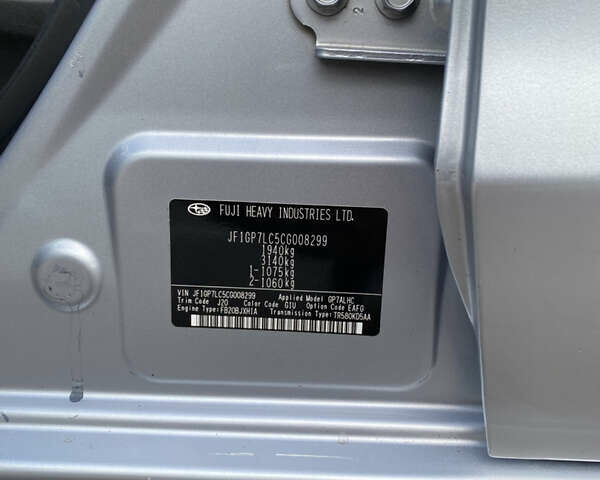 2
FUJI HEAVY INDUSTRIES LTD.
JF1GP7LC5CG008299
1940kg
3140kg
1-1075kg
2-1060kg
VIN JF1GP7LC5CG008299 Applied Model GP7ALHC
Trim Code J20 Color Code G1U Option Code EAFG
Engine Type: FB20BJXHIA Transmission Type: TR580KD5AA